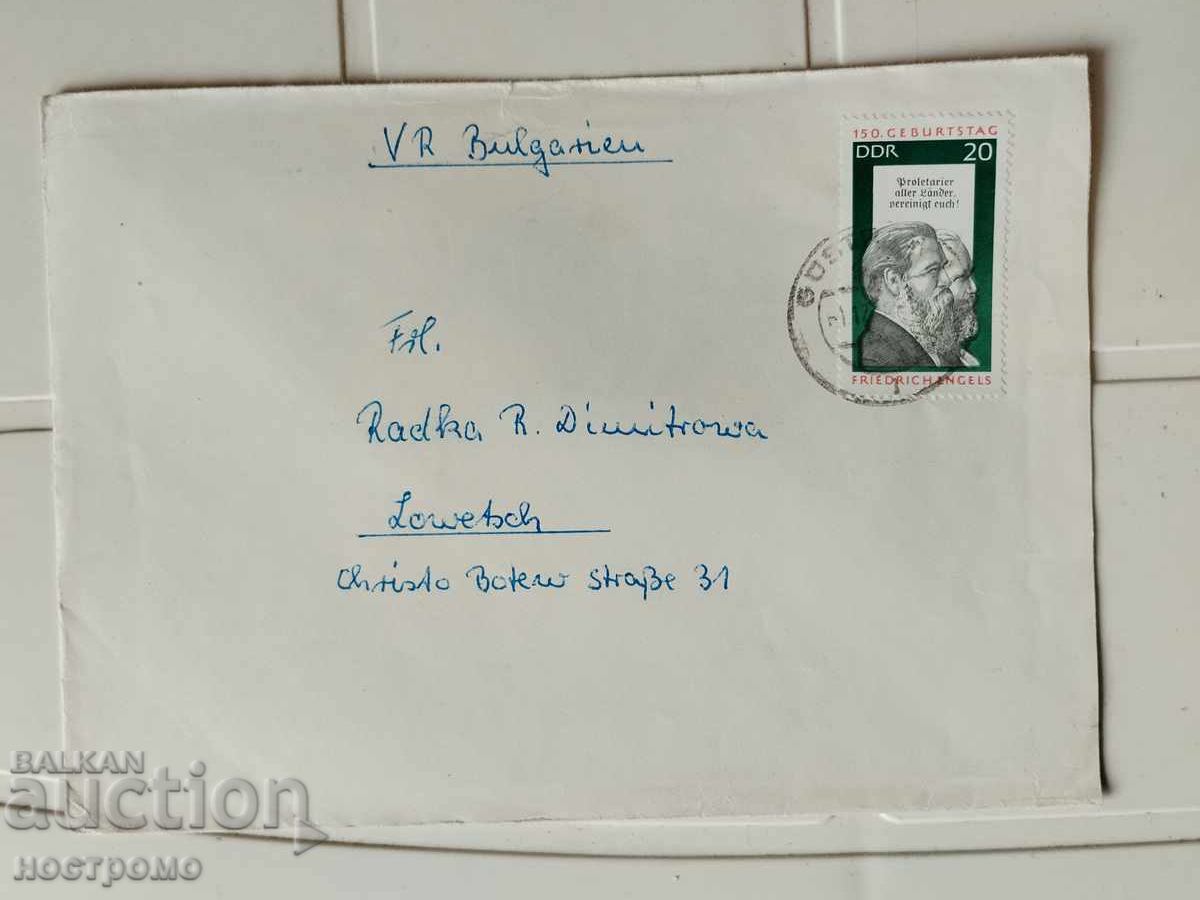 VR Bulgarien
150. GEBURTSTAG
DDR 20
Proletarier
aller Länder,
vereinigt euch!
FRIEDRICH ENGELS
Frl.
Radka R. Dimitrowa
Lowetsch
Christo Botew straße 31
BALKAN
auction
НОСТРОМО